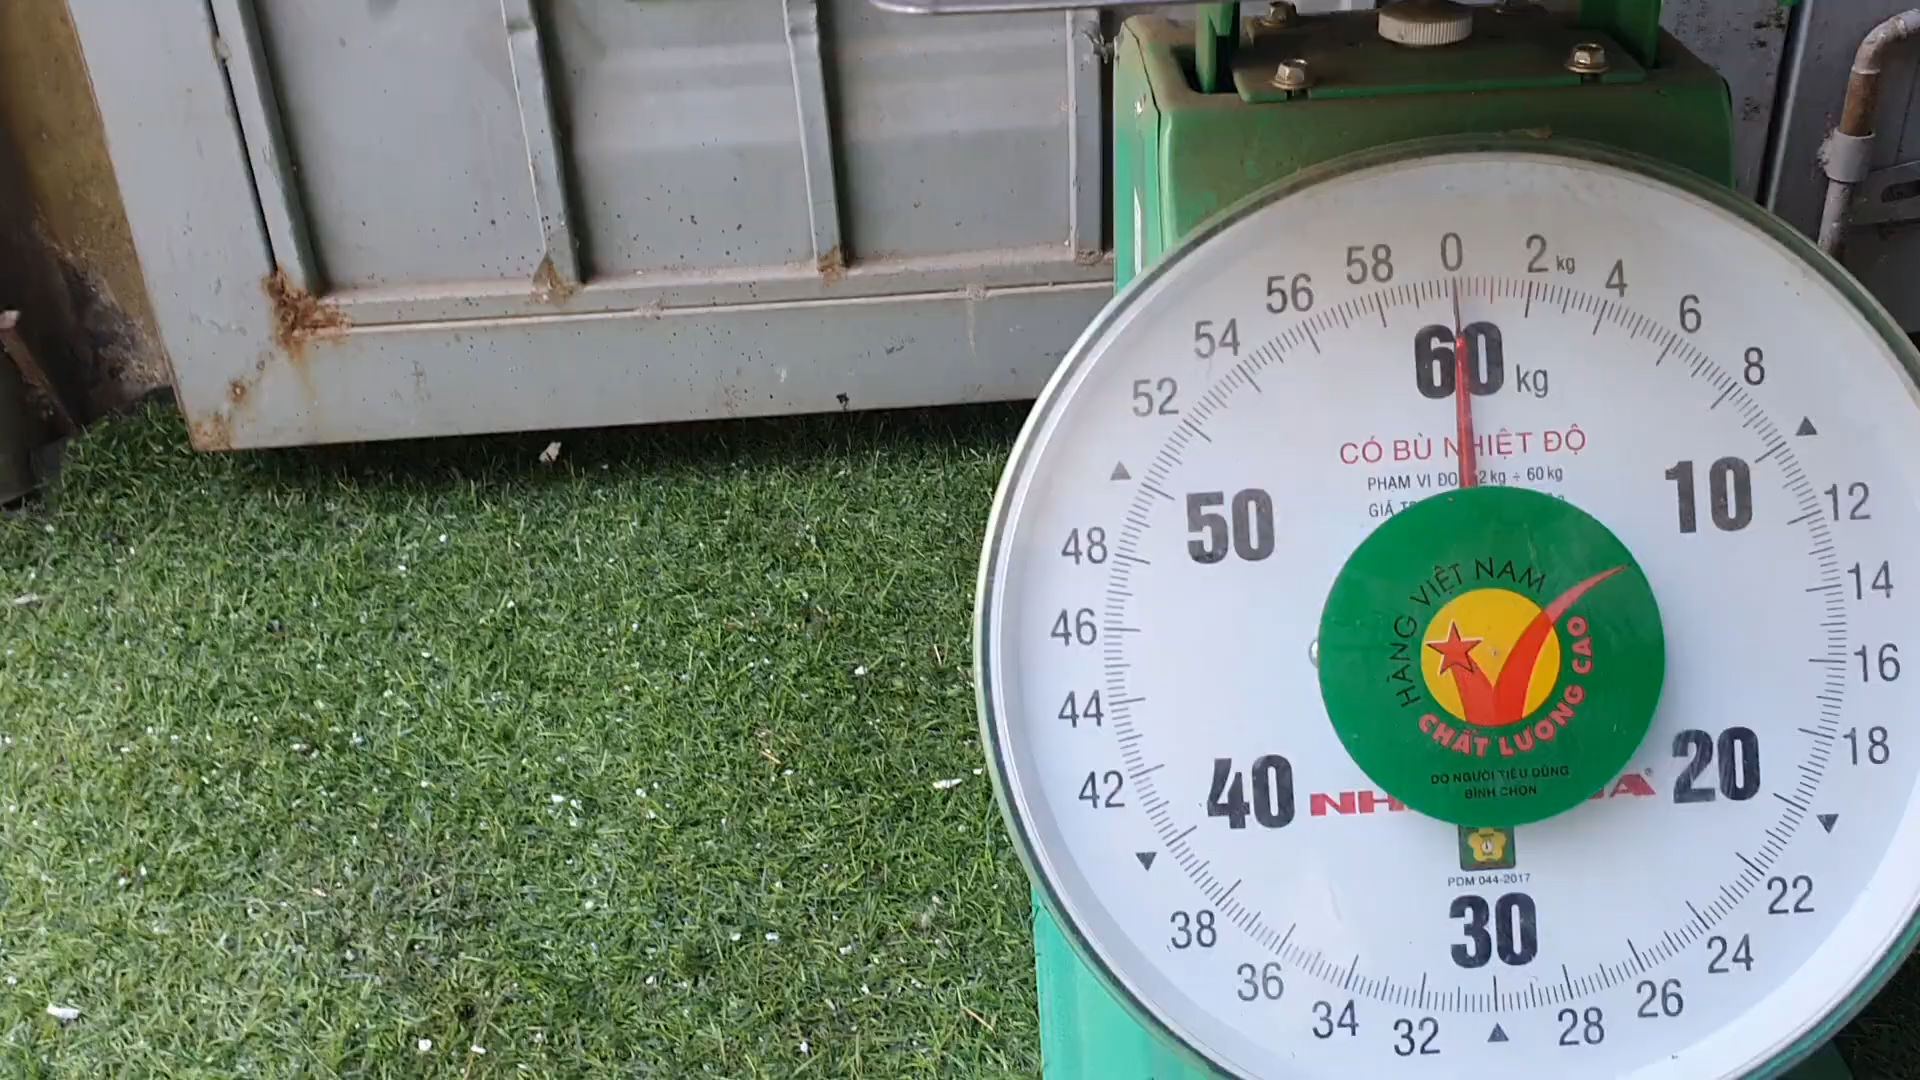 0
2 kg
4
6
8
10
12
14
16
18
20
22
24
26
28
30
32
34
36
38
40
42
44
46
48
50
52
54
56
58
60 kg
CÓ BÙ NHIỆT ĐỘ
PHẠM VI ĐO 2 kg ÷ 60 kg
GIÁ
HÀNG VIỆT NAM
CHẤT LƯỢNG CAO
DO NGƯỜI TIÊU DÙNG
BÌNH CHỌN
PDM 044-2017